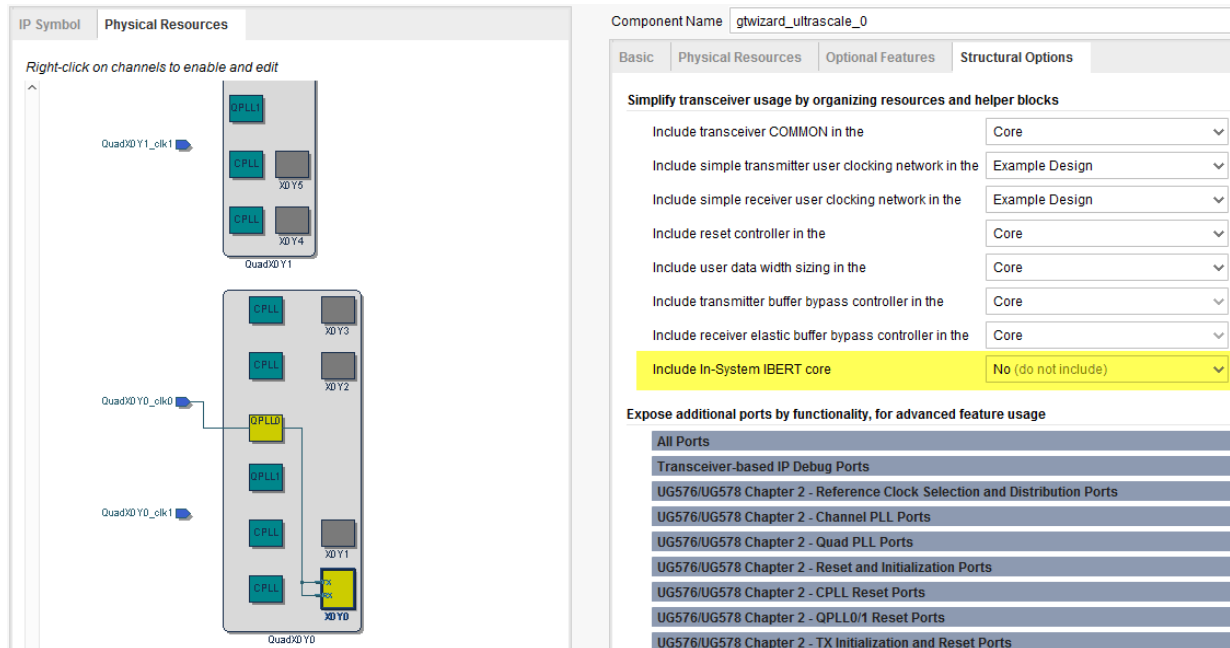 IP Symbol
Physical Resources
Right-click on channels to enable and edit
QPLL1
QuadX0Y1_clk1
CPLL
X0Y5
CPLL
X0Y4
QuadX0Y1
CPLL
X0Y3
CPLL
X0Y2
QuadX0Y0_clk0
QPLL0
QPLL1
QuadX0Y0_clk1
CPLL
X0Y1
CPLL
TX
RX
X0Y0
QuadX0Y0
Component Name gtwizard_ultrascale_0
Basic
Physical Resources
Optional Features
Structural Options
Simplify transceiver usage by organizing resources and helper blocks
Include transceiver COMMON in the Core
Include simple transmitter user clocking network in the Example Design
Include simple receiver user clocking network in the Example Design
Include reset controller in the Core
Include user data width sizing in the Core
Include transmitter buffer bypass controller in the Core
Include receiver elastic buffer bypass controller in the Core
Include In-System IBERT core No (do not include)
Expose additional ports by functionality, for advanced feature usage
All Ports
Transceiver-based IP Debug Ports
UG576/UG578 Chapter 2 - Reference Clock Selection and Distribution Ports
UG576/UG578 Chapter 2 - Channel PLL Ports
UG576/UG578 Chapter 2 - Quad PLL Ports
UG576/UG578 Chapter 2 - Reset and Initialization Ports
UG576/UG578 Chapter 2 - CPLL Reset Ports
UG576/UG578 Chapter 2 - QPLL0/1 Reset Ports
UG576/UG578 Chapter 2 - TX Initialization and Reset Ports